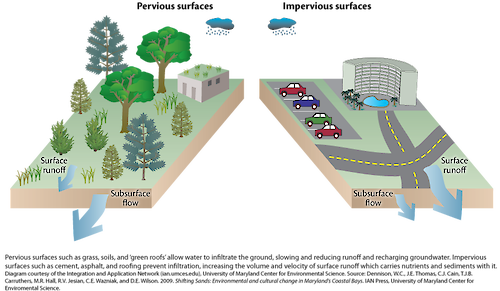 Pervious surfaces
Impervious surfaces
Surface
runoff
Subsurface
flow
Surface
runoff
Subsurface
flow
Pervious surfaces such as grass, soils, and 'green roofs' allow water to infiltrate the ground, slowing and reducing runoff and recharging groundwater. Impervious
surfaces such as cement, asphalt, and roofing prevent infiltration, increasing the volume and velocity of surface runoff which carries nutrients and sediments with it.
Diagram courtesy of the Integration and Application Network (ian.umces.edu), University of Maryland Center for Environmental Science. Source: Dennison, W.C., J.E. Thomas, C.J. Cain, T.J.B.
Carruthers, M.R. Hall, R.V. Jesian, C.E. Wazniak, and D.E. Wilson. 2009. Shifting Sands: Environmental and cultural change in Maryland's Coastal Bays. IAN Press, University of Maryland Center for
Enviromental Science.